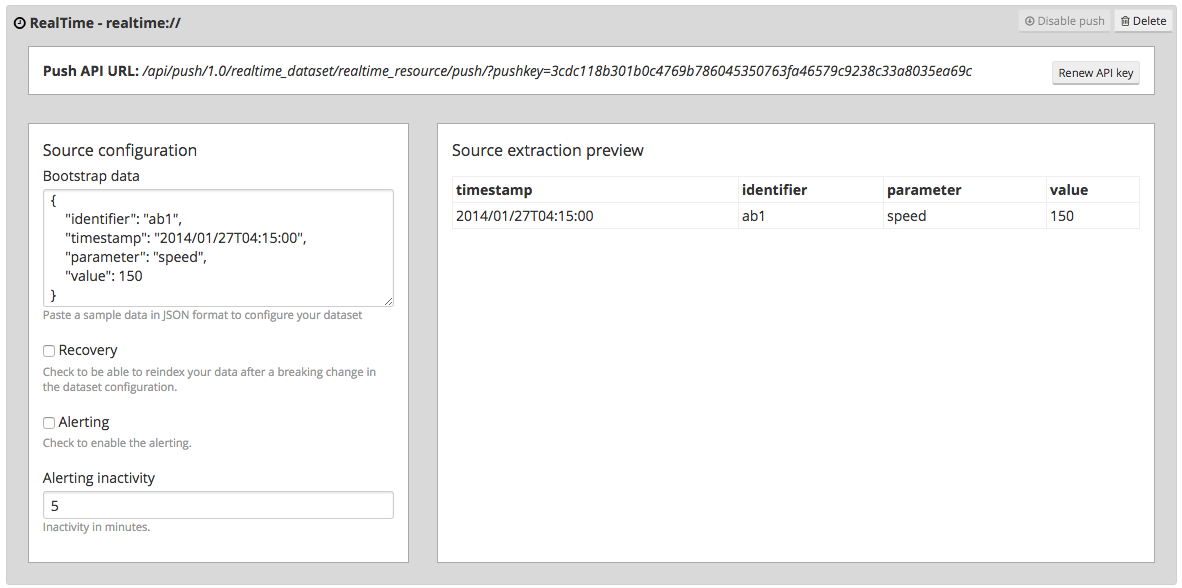 RealTime - realtime://
Disable push
Delete
Push API URL: /api/push/1.0/realtime_dataset/realtime_resource/push/?pushkey=3cdc118b301b0c4769b786045350763fa46579c9238c33a8035ea69c
Renew API key
Source configuration
Bootstrap data
{
"identifier": "ab1",
"timestamp": "2014/01/27T04:15:00",
"parameter": "speed",
"value": 150
}
Paste a sample data in JSON format to configure your dataset
Recovery
Check to be able to reindex your data after a breaking change in
the dataset configuration.
Alerting
Check to enable the alerting.
Alerting inactivity
5
Inactivity in minutes.
Source extraction preview
timestamp identifier parameter value
2014/01/27T04:15:00 ab1 speed 150